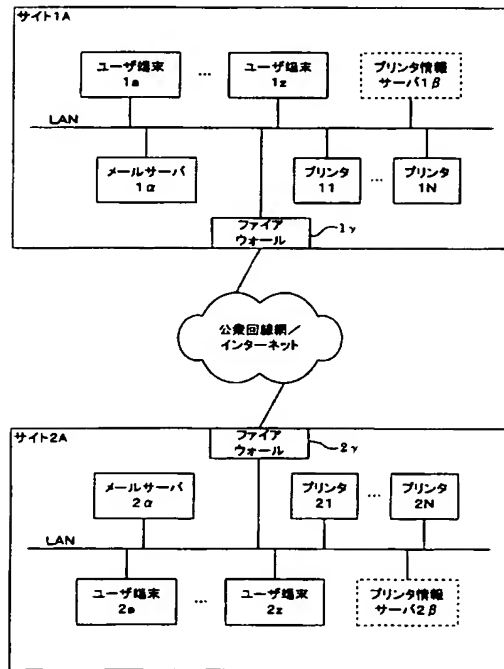 サイト1A
ユーザ端末
1a
…
ユーザ端末
1z
プリンタ情報
サーバ1β
LAN
メールサーバ
1α
プリンタ
11
…
プリンタ
1N
ファイア
ウォール
1γ
公衆回線網／
インターネット
サイト2A
ファイア
ウォール
2γ
メールサーバ
2α
プリンタ
21
…
プリンタ
2N
LAN
ユーザ端末
2a
…
ユーザ端末
2z
プリンタ情報
サーバ2β